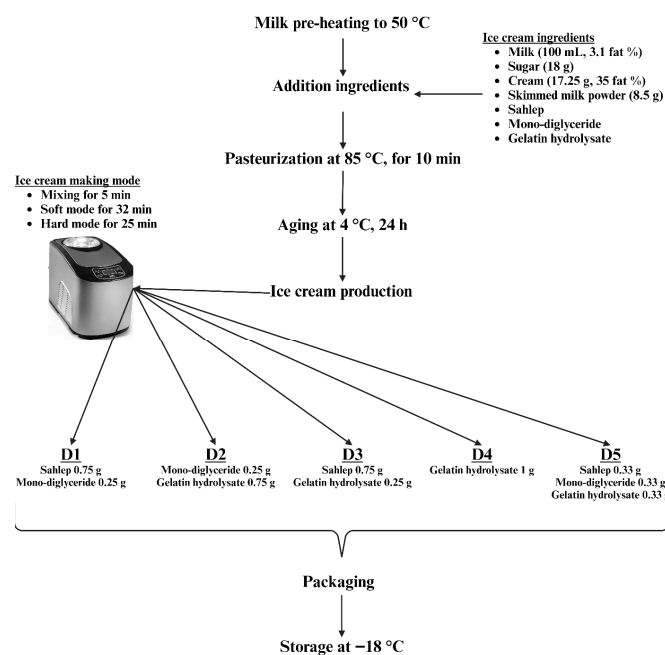 Milk pre-heating to 50 °C
Ice cream ingredients
• Milk (100 mL, 3.1 fat %)
• Sugar (18 g)
• Cream (17.25 g, 35 fat %)
• Skimmed milk powder (8.5 g)
• Sahlep
• Mono-diglyceride
• Gelatin hydrolysate
Addition ingredients
Pasteurization at 85 °C, for 10 min
Ice cream making mode
• Mixing for 5 min
• Soft mode for 32 min
• Hard mode for 25 min
Aging at 4 °C, 24 h
Ice cream production
D1
Sahlep 0.75 g
Mono-diglyceride 0.25 g
D2
Mono-diglyceride 0.25 g
Gelatin hydrolysate 0.75 g
D3
Sahlep 0.75 g
Gelatin hydrolysate 0.25 g
D4
Gelatin hydrolysate 1 g
D5
Sahlep 0.33 g
Mono-diglyceride 0.33 g
Gelatin hydrolysate 0.33 g
Packaging
Storage at −18 °C